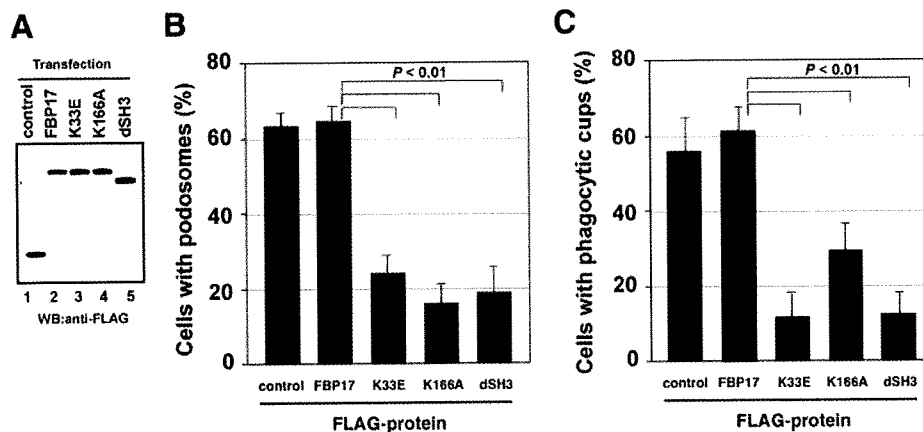 A
Transfection
control
FBP17
K33E
K166A
dSH3
1 2 3 4 5
WB:anti-FLAG
B
Cells with podosomes (%)
80
60
40
20
0
P < 0.01
control FBP17 K33E K166A dSH3
FLAG-protein
C
Cells with phagocytic cups (%)
80
60
40
20
0
P < 0.01
control FBP17 K33E K166A dSH3
FLAG-protein